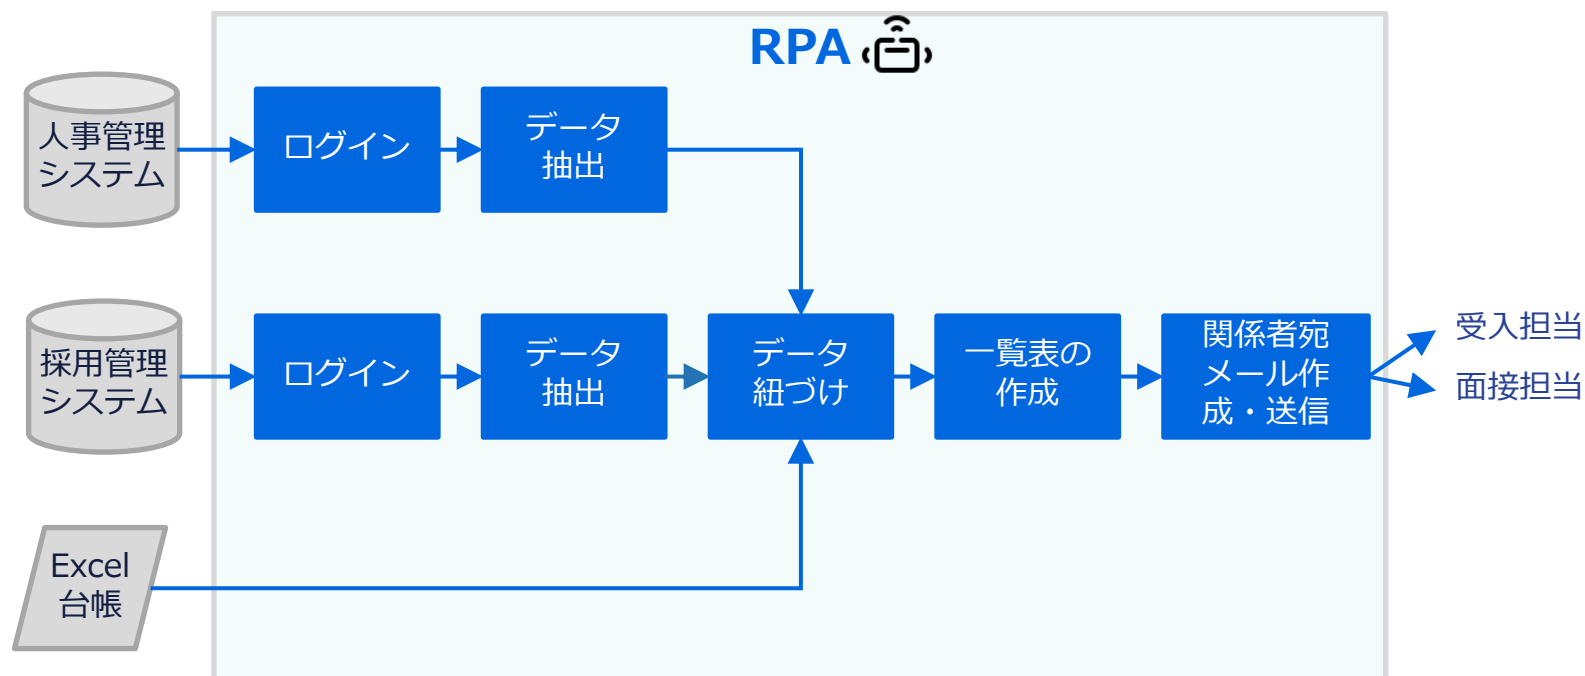 RPA
人事管理
システム
ログイン
データ
抽出
採用管理
システム
ログイン
データ
抽出
データ
紐づけ
一覧表の
作成
関係者宛
メール作
成・送信
受入担当
面接担当
Excel
台帳